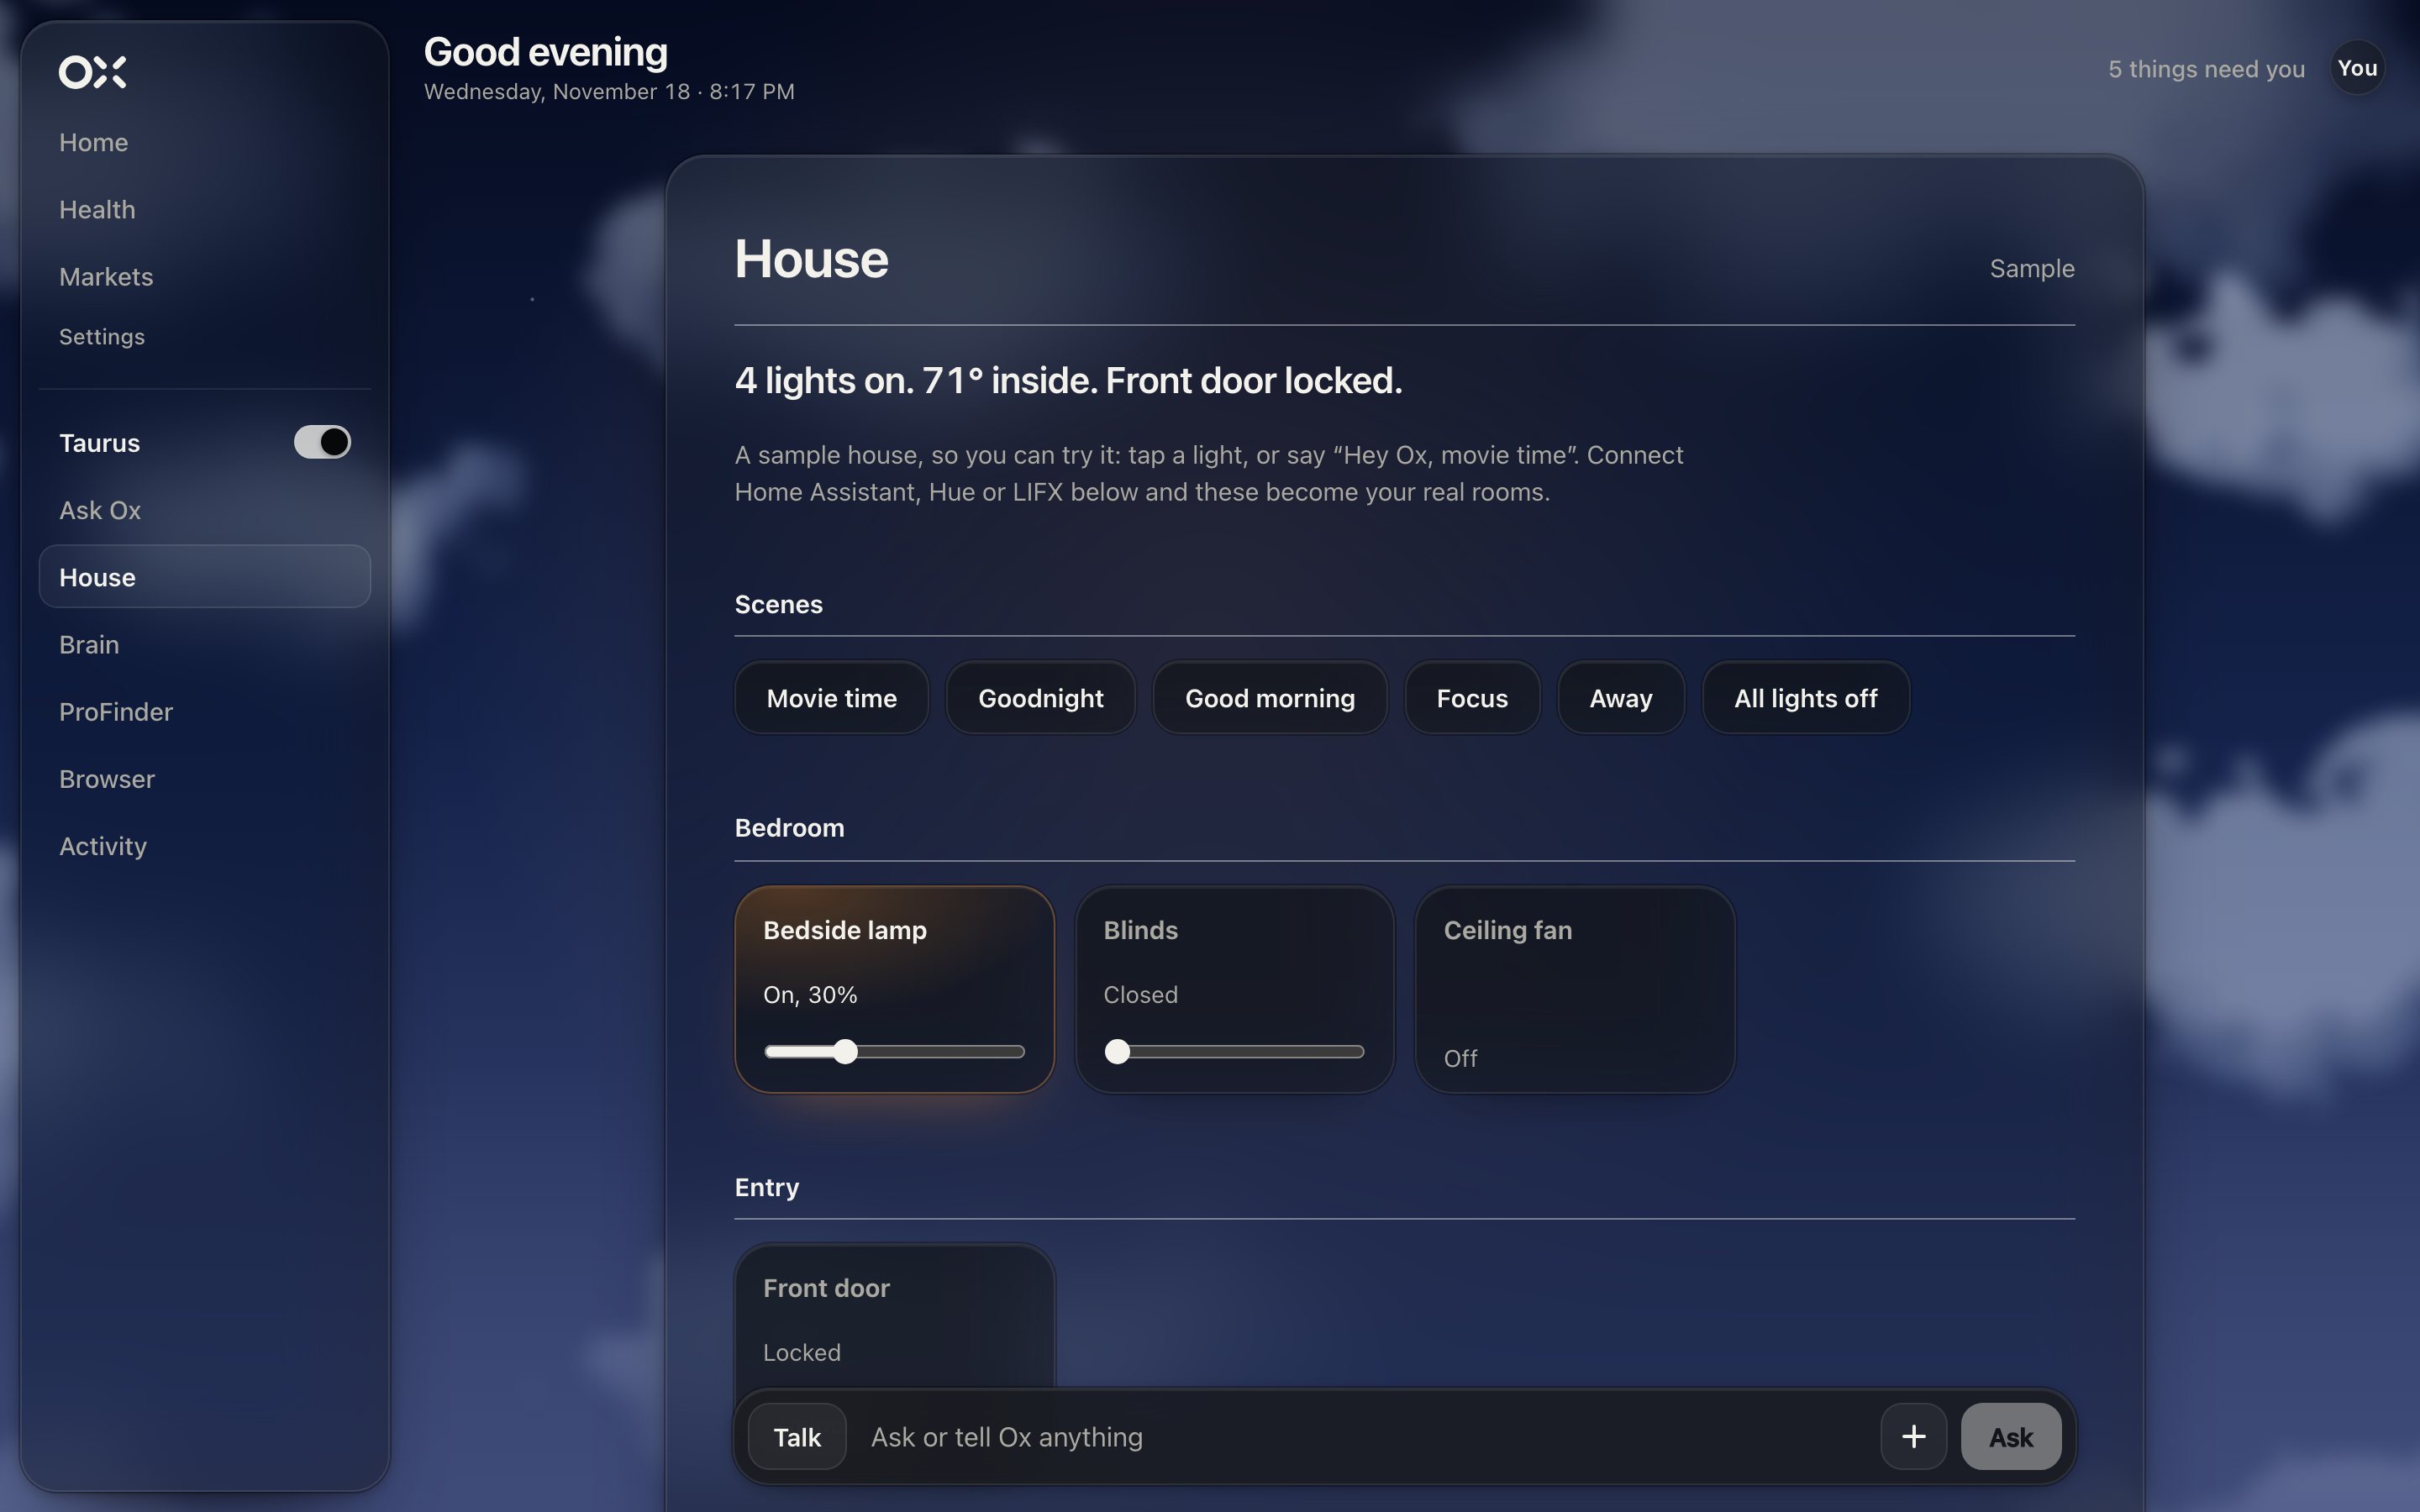 OX
Home
Health
Markets
Settings
Taurus
Ask Ox
House
Brain
ProFinder
Browser
Activity
Good evening
Wednesday, November 18 · 8:17 PM
5 things need you
You
House
Sample
4 lights on. 71° inside. Front door locked.
A sample house, so you can try it: tap a light, or say “Hey Ox, movie time”. Connect
Home Assistant, Hue or LIFX below and these become your real rooms.
Scenes
Movie time
Goodnight
Good morning
Focus
Away
All lights off
Bedroom
Bedside lamp
On, 30%
Blinds
Closed
Ceiling fan
Off
Entry
Front door
Locked
Talk
Ask or tell Ox anything
+
Ask